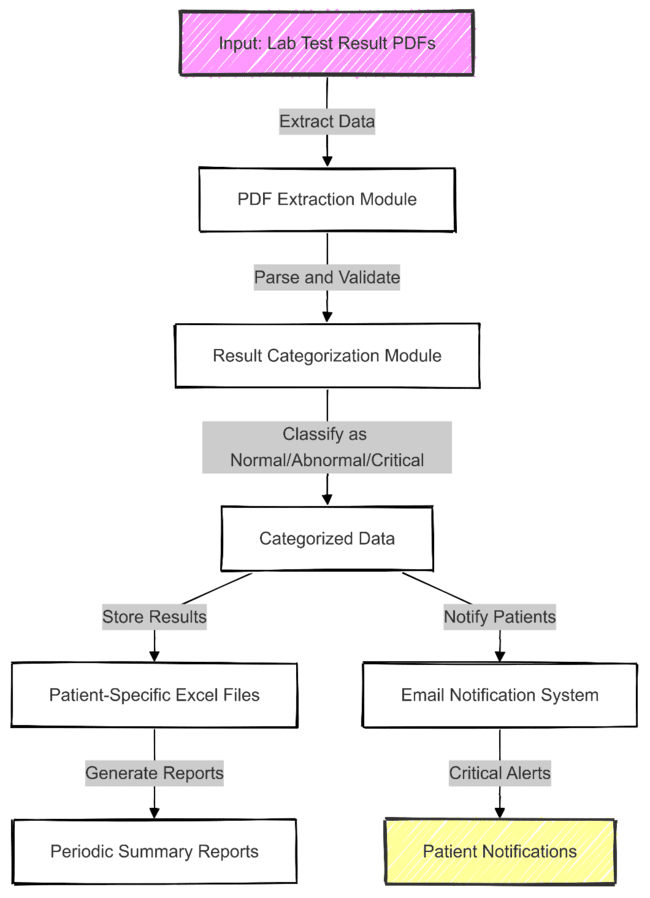 Input: Lab Test Result PDFs
Extract Data
PDF Extraction Module
Parse and Validate
Result Categorization Module
Classify as
Normal/Abnormal/Critical
Categorized Data
Store Results
Notify Patients
Patient-Specific Excel Files
Email Notification System
Generate Reports
Critical Alerts
Periodic Summary Reports
Patient Notifications